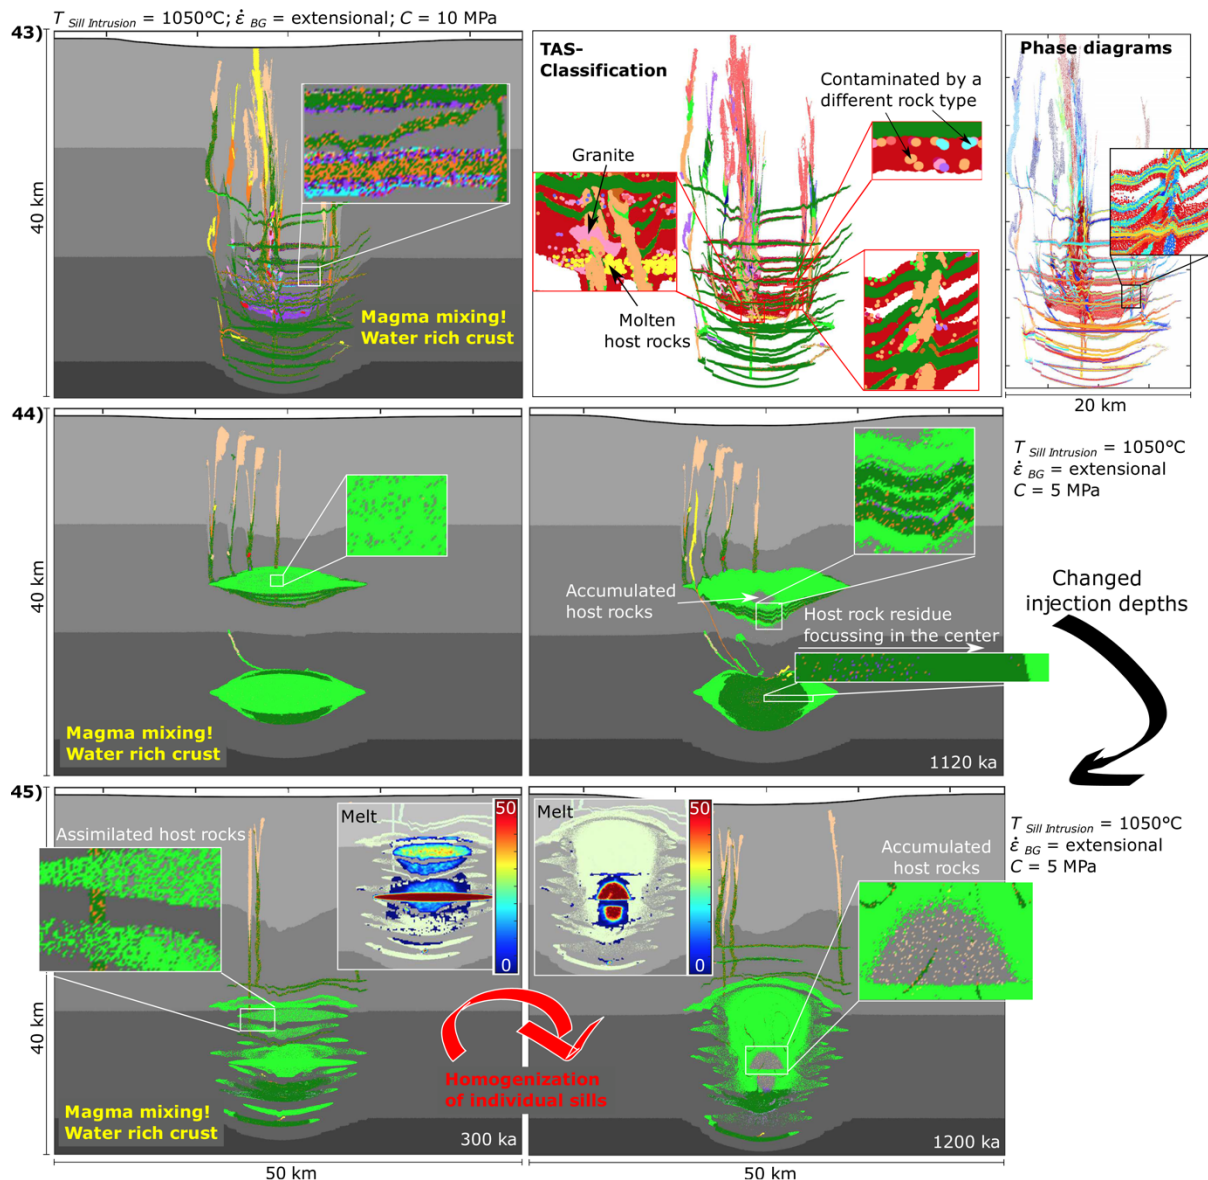 T Sill Intrusion = 1050°C; ε̇ BG = extensional; C = 10 MPa
43)
40 km
Magma mixing!
Water rich crust
TAS-
Classification
Contaminated by a
different rock type
Granite
Molten
host rocks
Phase diagrams
20 km
44)
40 km
Magma mixing!
Water rich crust
Accumulated
host rocks
Host rock residue
focussing in the center
1120 ka
T Sill Intrusion = 1050°C
ε̇ BG = extensional
C = 5 MPa
Changed
injection depths
45)
40 km
Assimilated host rocks
Melt
50
0
Magma mixing!
Water rich crust
300 ka
50 km
Homogenization
of individual sills
Melt
50
0
Accumulated
host rocks
1200 ka
50 km
T Sill Intrusion = 1050°C
ε̇ BG = extensional
C = 5 MPa